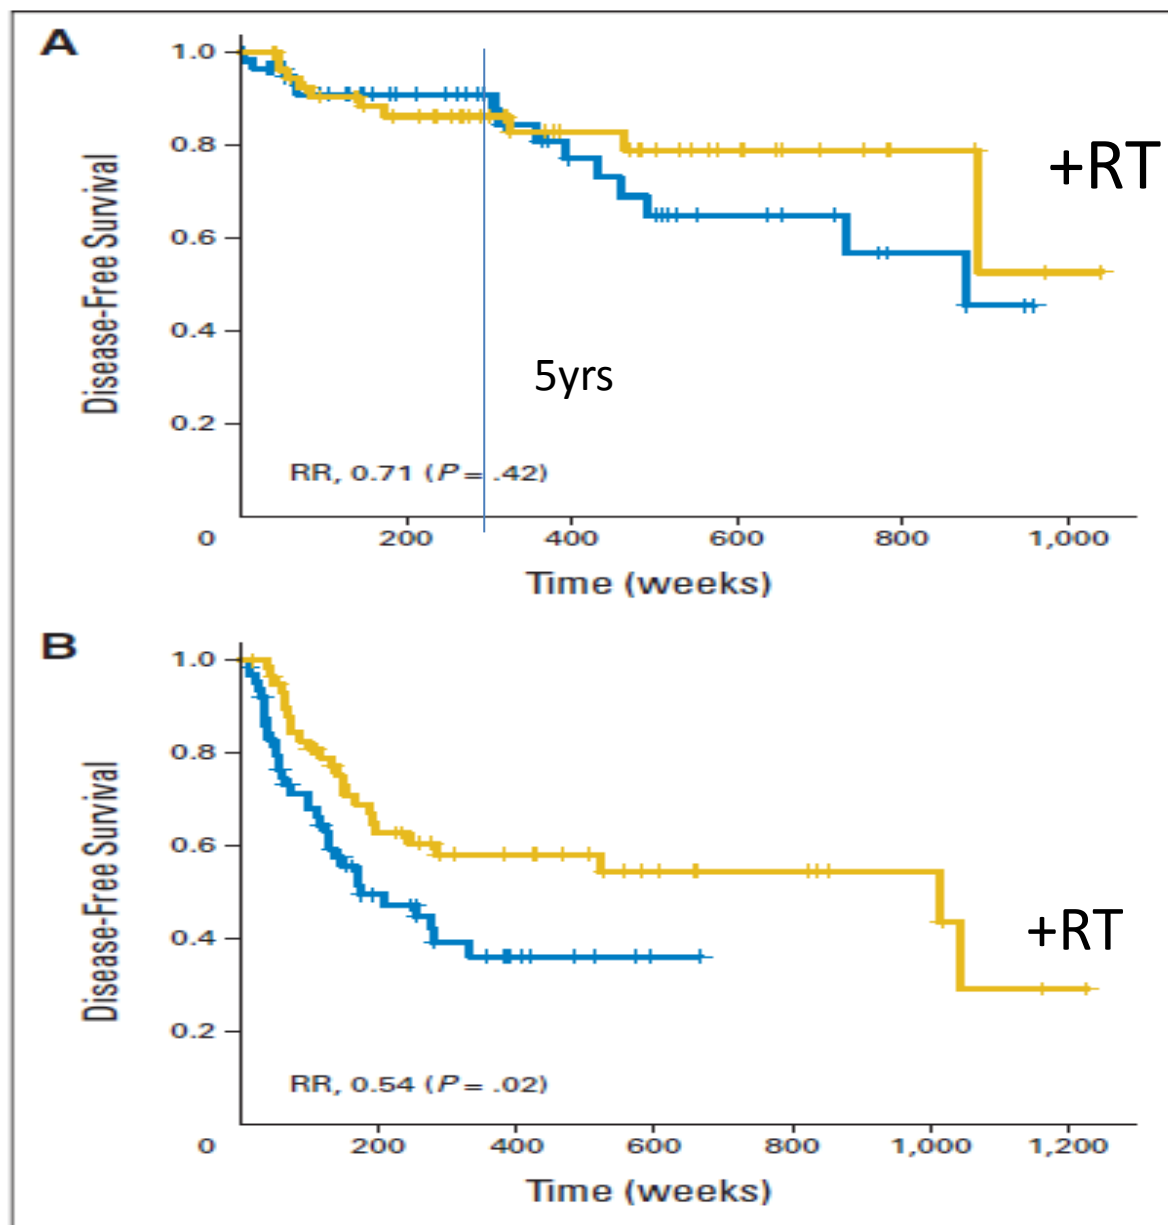 A
1.0
0.8
0.6
0.4
0.2
Disease-Free Survival
+RT
5yrs
RR, 0.71 (P = .42)
0 200 400 600 800 1,000
Time (weeks)
B
1.0
0.8
0.6
0.4
0.2
Disease-Free Survival
+RT
RR, 0.54 (P = .02)
0 200 400 600 800 1,000 1,200
Time (weeks)